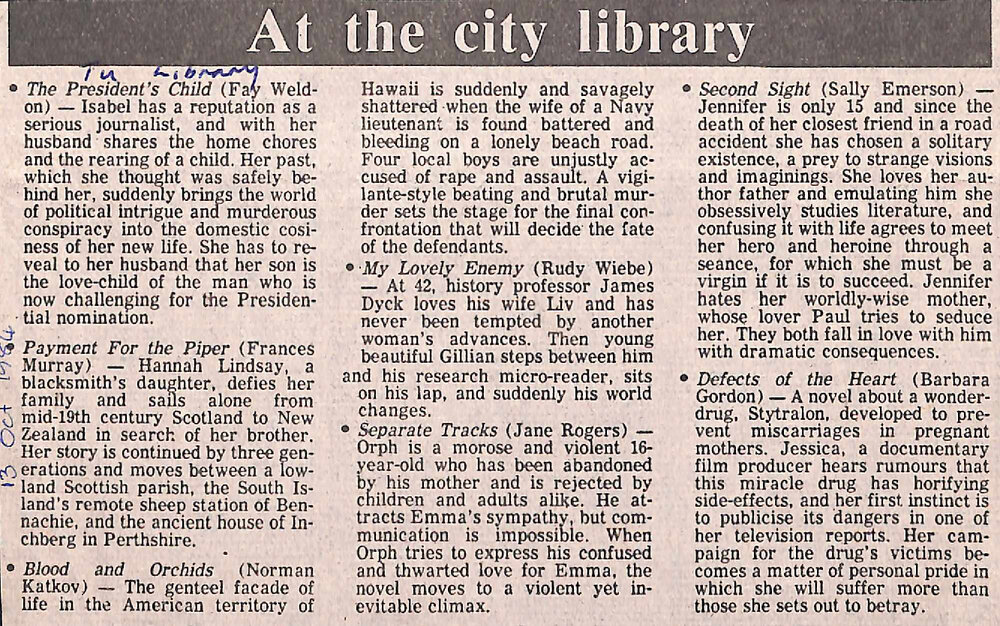 At the city library
Tu Library
13 Oct 1984
• The President's Child (Fay Weld-
on) — Isabel has a reputation as a
serious journalist, and with her
husband shares the home chores
and the rearing of a child. Her past,
which she thought was safely be-
hind her, suddenly brings the world
of political intrigue and murderous
conspiracy into the domestic cosi-
ness of her new life. She has to re-
veal to her husband that her son is
the love-child of the man who is
now challenging for the Presiden-
tial nomination.
• Payment For the Piper (Frances
Murray) — Hannah Lindsay, a
blacksmith's daughter, defies her
family and sails alone from
mid-19th century Scotland to New
Zealand in search of her brother.
Her story is continued by three gen-
erations and moves between a low-
land Scottish parish, the South Is-
land's remote sheep station of Ben-
nachie, and the ancient house of In-
chberg in Perthshire.
• Blood and Orchids (Norman
Katkov) — The genteel facade of
life in the American territory of
Hawaii is suddenly and savagely
shattered when the wife of a Navy
lieutenant is found battered and
bleeding on a lonely beach road.
Four local boys are unjustly ac-
cused of rape and assault. A vigi-
lante-style beating and brutal mur-
der sets the stage for the final con-
frontation that will decide the fate
of the defendants.
• My Lovely Enemy (Rudy Wiebe)
— At 42, history professor James
Dyck loves his wife Liv and has
never been tempted by another
woman's advances. Then young
beautiful Gillian steps between him
and his research micro-reader, sits
on his lap, and suddenly his world
changes.
• Separate Tracks (Jane Rogers) —
Orph is a morose and violent 16-
year-old who has been abandoned
by his mother and is rejected by
children and adults alike. He at-
tracts Emma's sympathy, but com-
munication is impossible. When
Orph tries to express his confused
and thwarted love for Emma, the
novel moves to a violent yet in-
evitable climax.
• Second Sight (Sally Emerson) —
Jennifer is only 15 and since the
death of her closest friend in a road
accident she has chosen a solitary
existence, a prey to strange visions
and imaginings. She loves her au-
thor father and emulating him she
obsessively studies literature, and
confusing it with life agrees to meet
her hero and heroine through a
seance, for which she must be a
virgin if it is to succeed. Jennifer
hates her worldly-wise mother,
whose lover Paul tries to seduce
her. They both fall in love with him
with dramatic consequences.
• Defects of the Heart (Barbara
Gordon) — A novel about a wonder-
drug, Stytralon, developed to pre-
vent miscarriages in pregnant
mothers. Jessica, a documentary
film producer hears rumours that
this miracle drug has horifying
side-effects, and her first instinct is
to publicise its dangers in one of
her television reports. Her cam-
paign for the drug's victims be-
comes a matter of personal pride in
which she will suffer more than
those she sets out to betray.